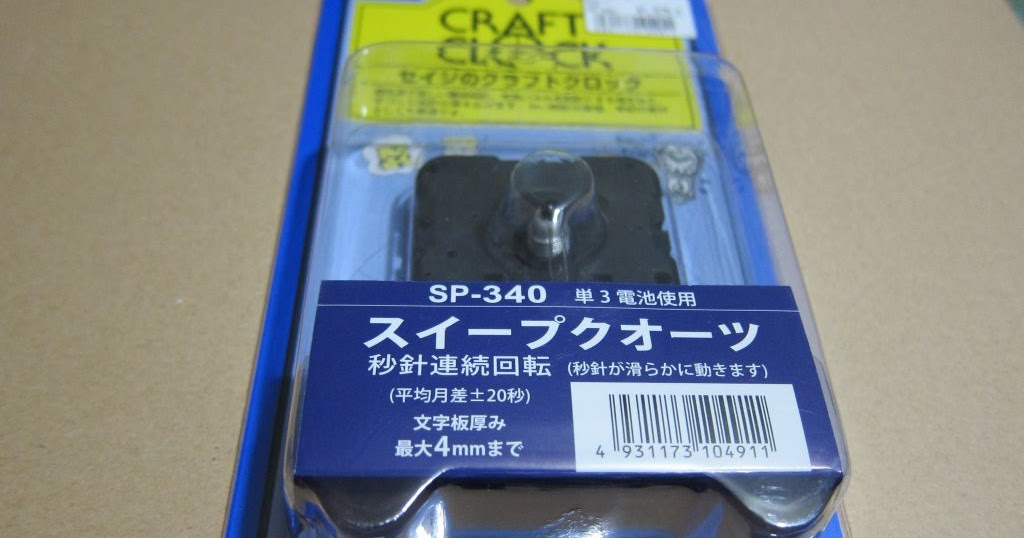 CRAFT
CLOCK
セイジのクラフトクロック
SP-340 単3電池使用
スイープクオーツ
秒針連続回転 (秒針が滑らかに動きます)
(平均月差±20秒)
文字板厚み
最大4mmまで
4 931173 104911